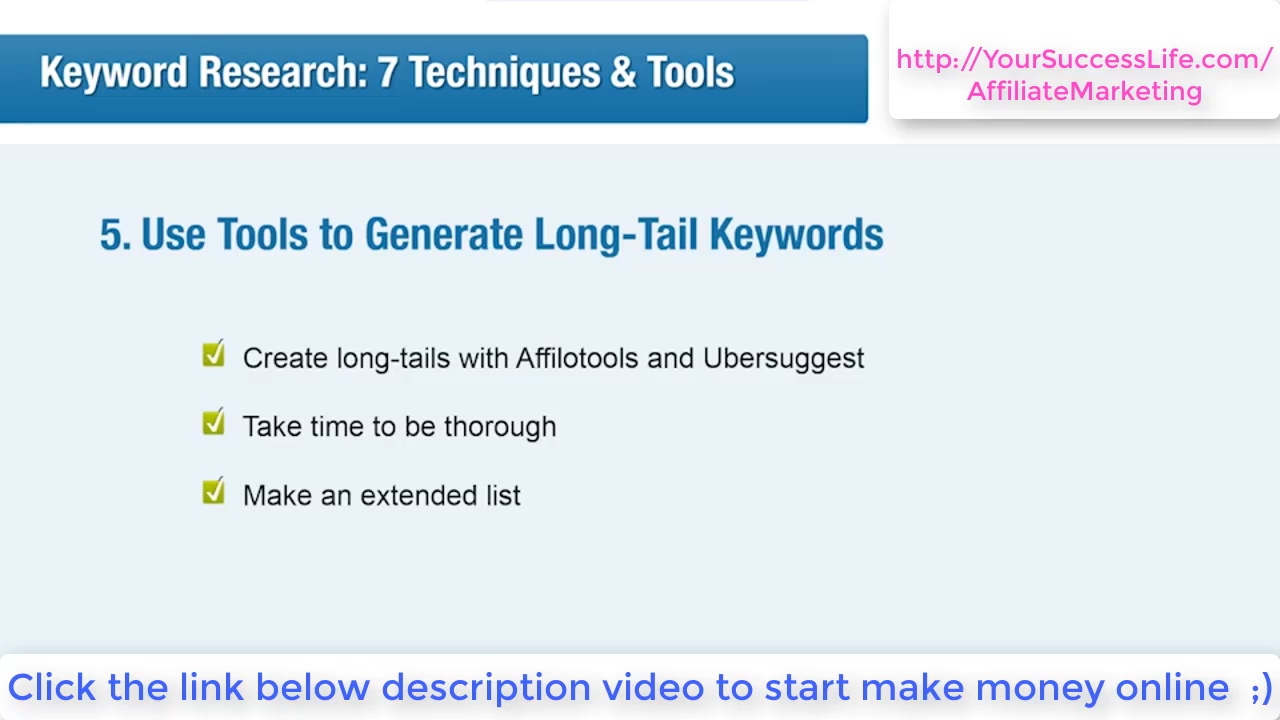 Keyword Research: 7 Techniques & Tools
http://YourSuccessLife.com/
AffiliateMarketing
5. Use Tools to Generate Long-Tail Keywords
Create long-tails with Affilotools and Ubersuggest
Take time to be thorough
Make an extended list
Click the link below description video to start make money online ;)